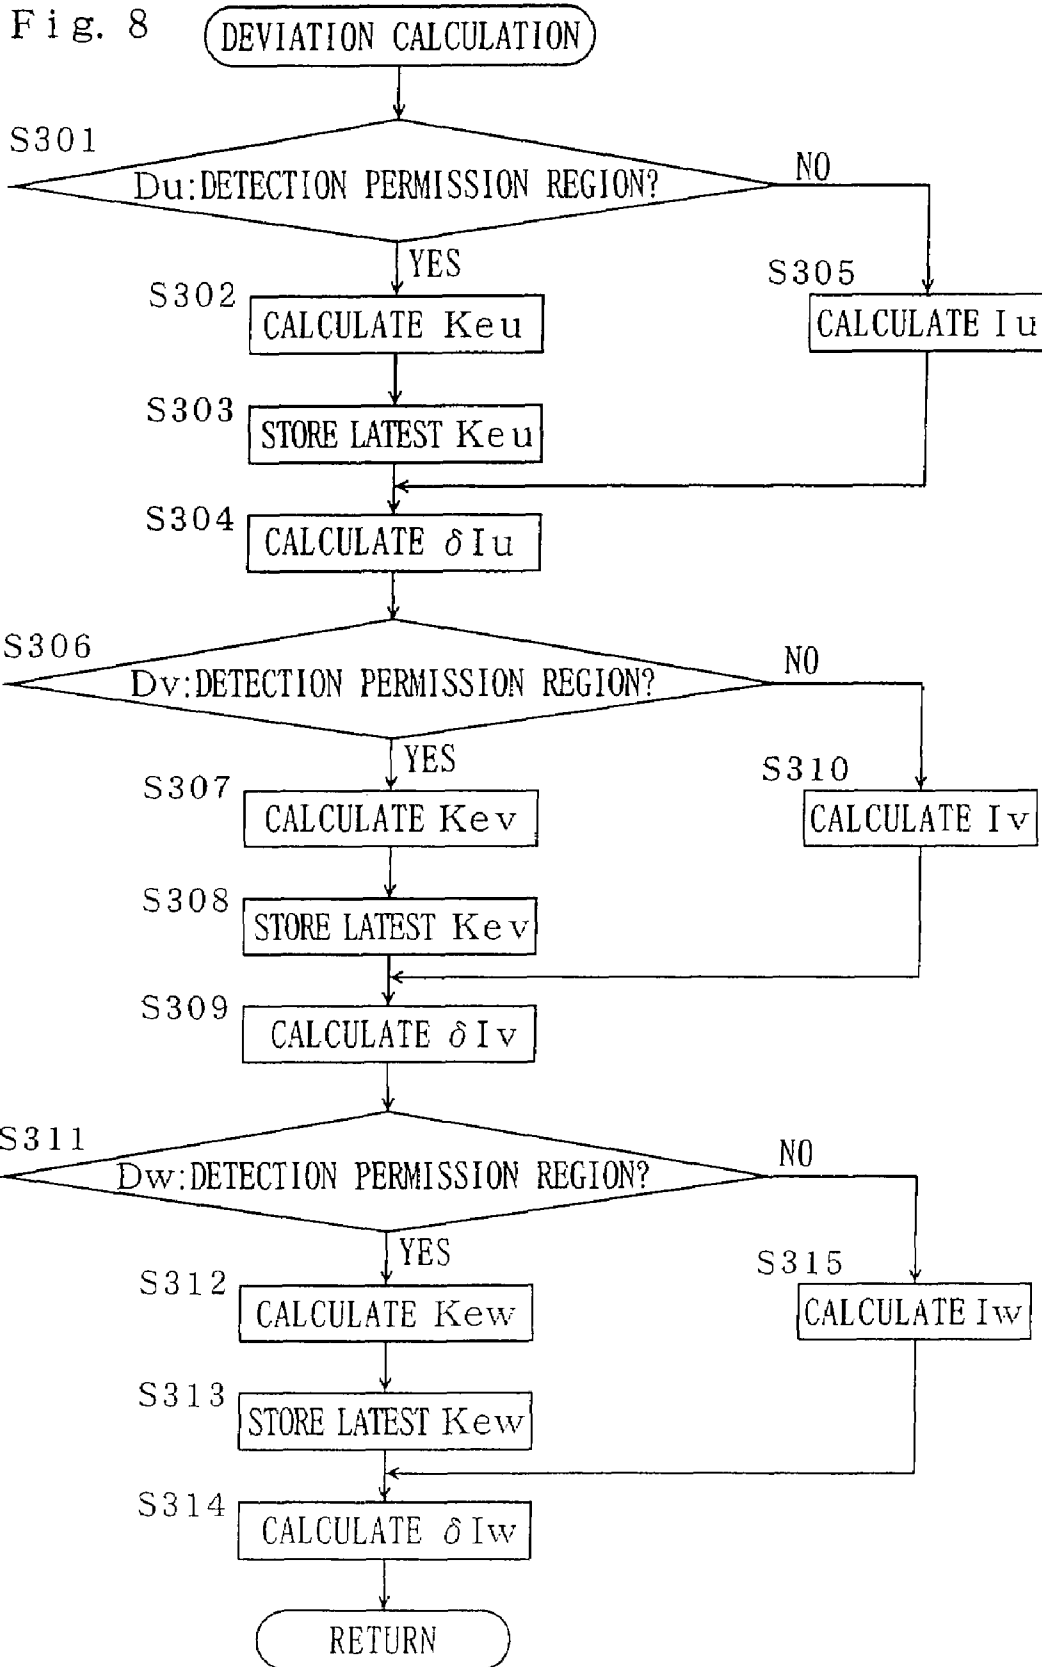 Fig. 8
DEVIATION CALCULATION
S301
Du:DETECTION PERMISSION REGION?
NO
YES
S302
CALCULATE Keu
S305
CALCULATE Iu
S303
STORE LATEST Keu
S304
CALCULATE δIu
S306
Dv:DETECTION PERMISSION REGION?
NO
YES
S307
CALCULATE Kev
S310
CALCULATE Iv
S308
STORE LATEST Kev
S309
CALCULATE δIv
S311
Dw:DETECTION PERMISSION REGION?
NO
YES
S312
CALCULATE Kew
S315
CALCULATE Iw
S313
STORE LATEST Kew
S314
CALCULATE δIw
RETURN